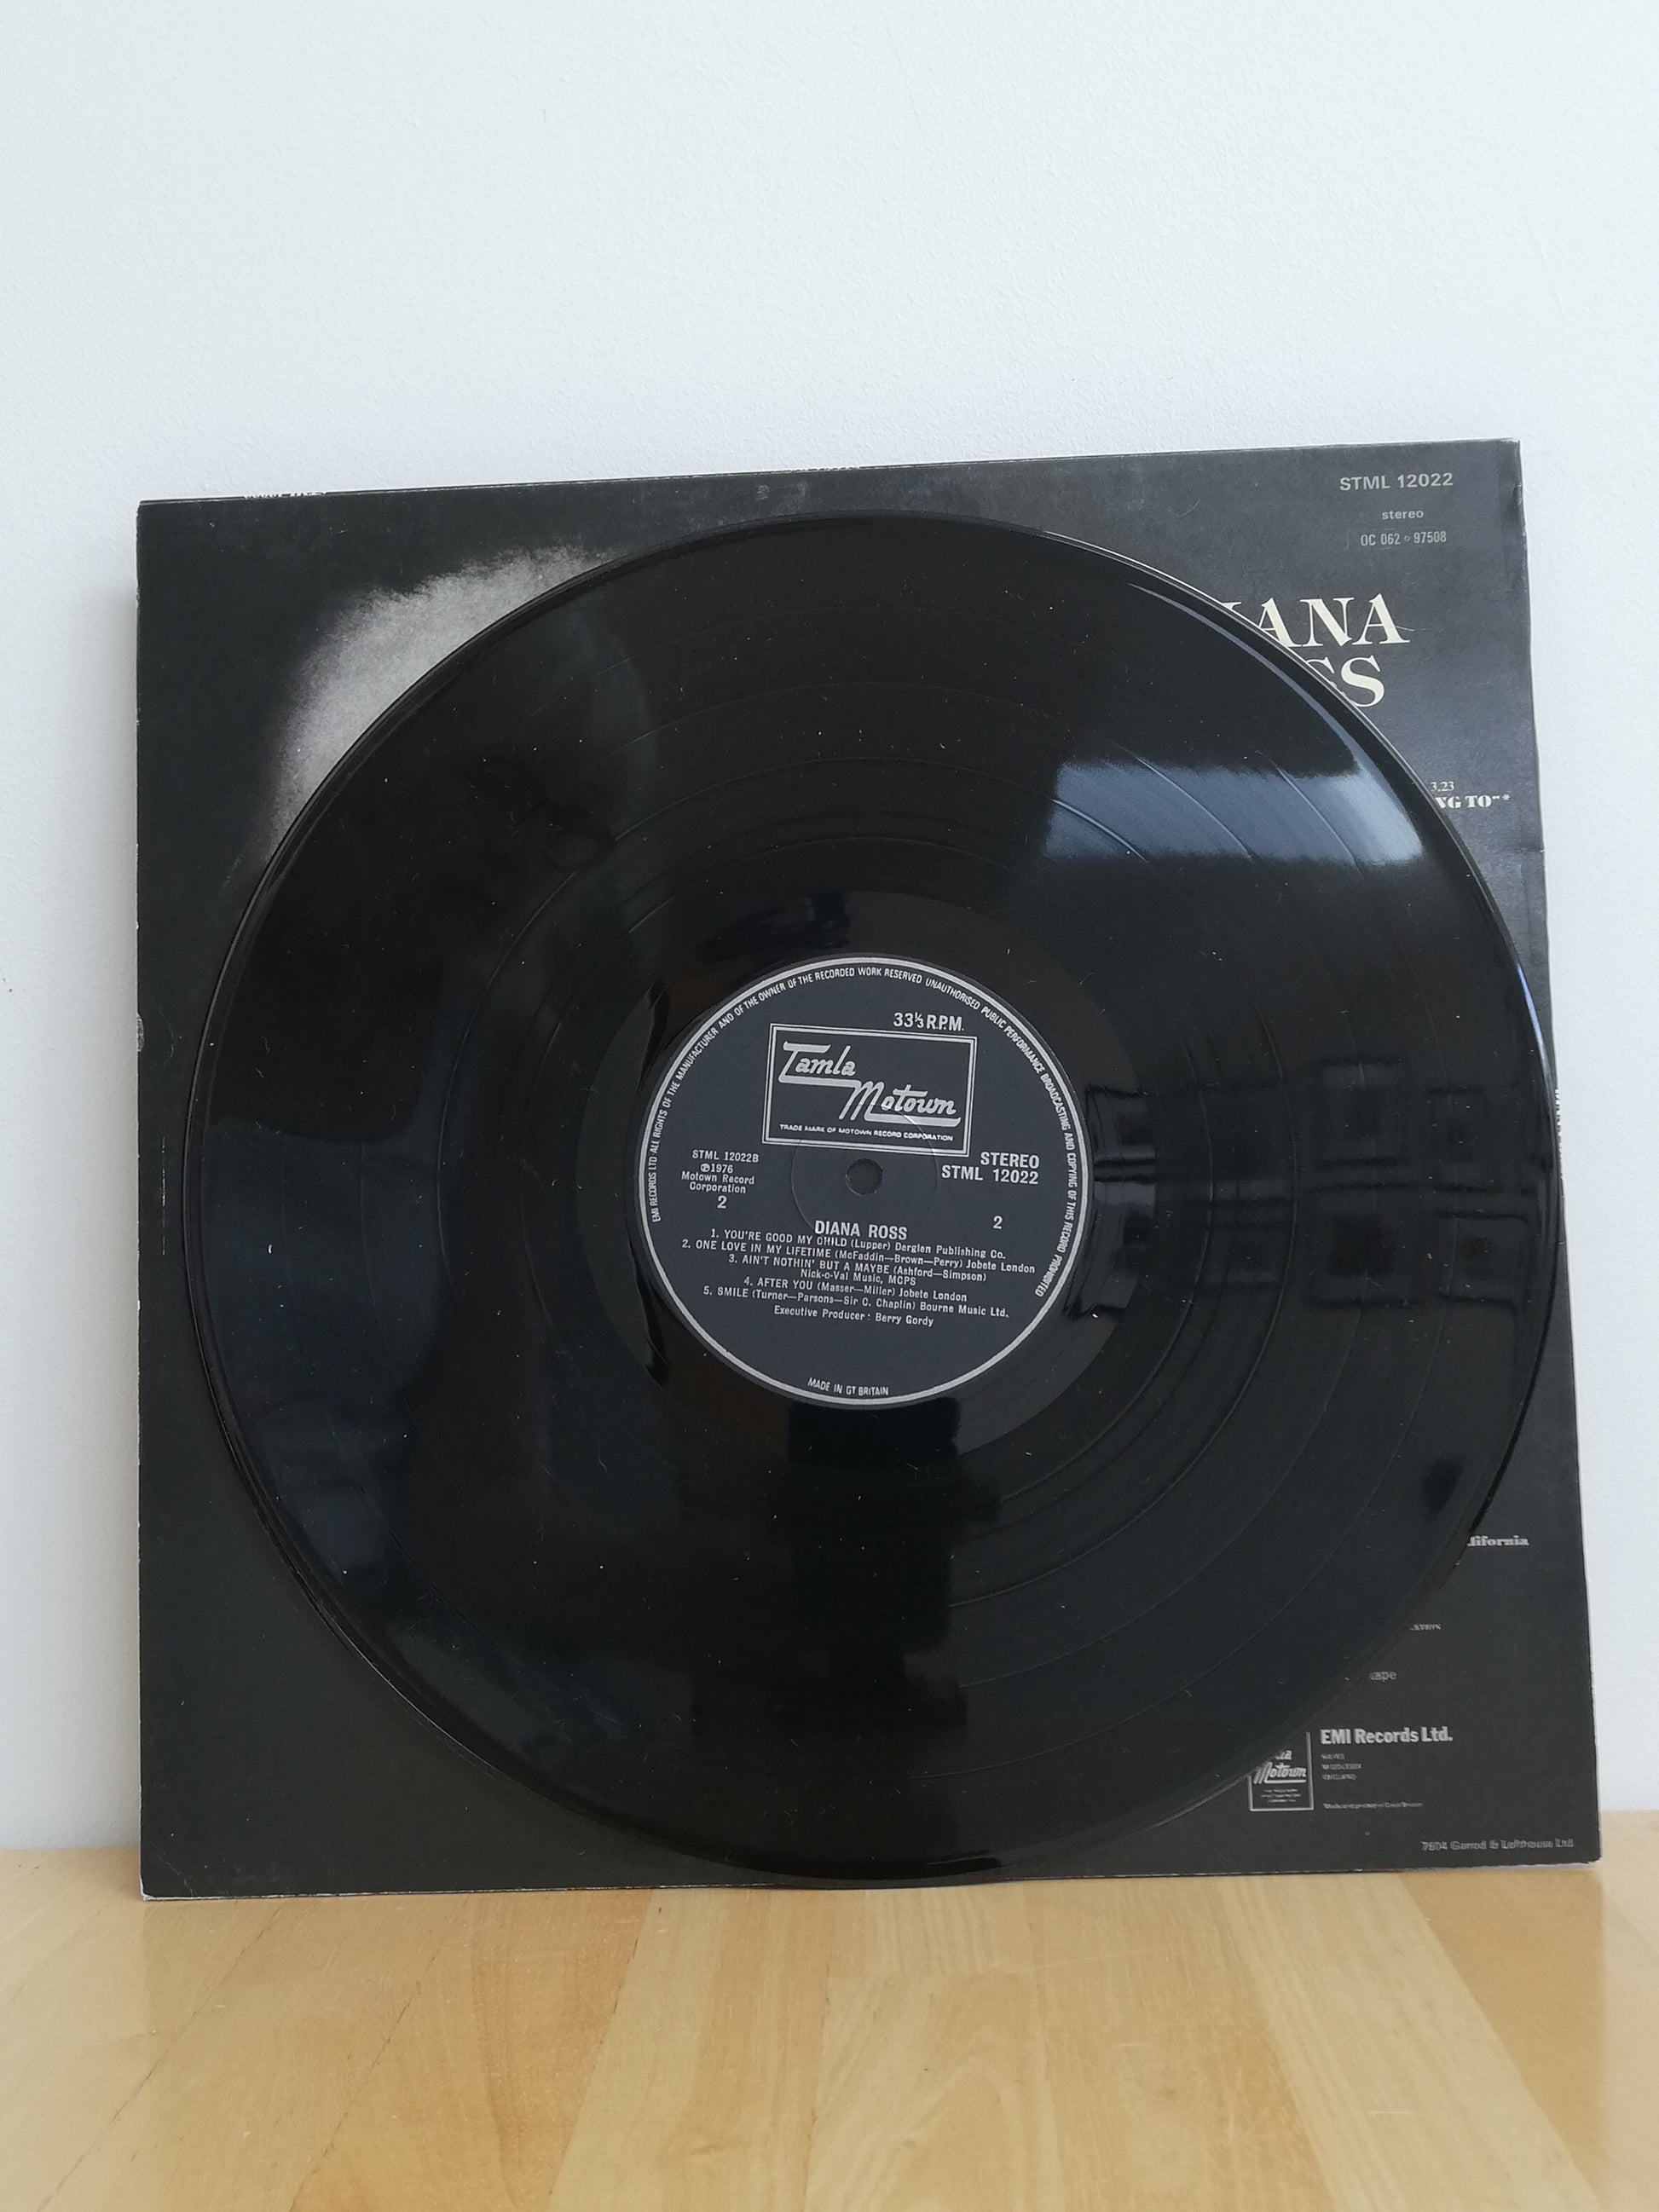 STML 12022
stereo
OC 062 ○ 97508
IANA
SS
3.23
NG TO"*
EMI RECORDS LTD ALL RIGHTS OF THE MANUFACTURER AND OF THE OWNER OF THE RECORDED WORK RESERVED UNAUTHORISED PUBLIC PERFORMANCE BROADCASTING AND COPYING OF THIS RECORD PROHIBITED
33⅓ R.P.M.
Tamla
Motown
TRADE MARK OF MOTOWN RECORD CORPORATION
STML 12022B
℗1976
Motown Record
Corporation
2
STEREO
STML 12022
2
DIANA ROSS
1. YOU'RE GOOD MY CHILD (Lupper) Derglen Publishing Co.
2. ONE LOVE IN MY LIFETIME (McFaddin—Brown—Perry) Jobete London
3. AIN'T NOTHIN' BUT A MAYBE (Ashford—Simpson)
Nick-o-Val Music, MCPS
4. AFTER YOU (Masser—Miller) Jobete London
5. SMILE (Turner—Parsons—Sir C. Chaplin) Bourne Music Ltd.
Executive Producer: Berry Gordy
MADE IN GT BRITAIN
lifornia
cape
EMI Records Ltd.
Motown
7604 Garrod & Lofthouse Ltd